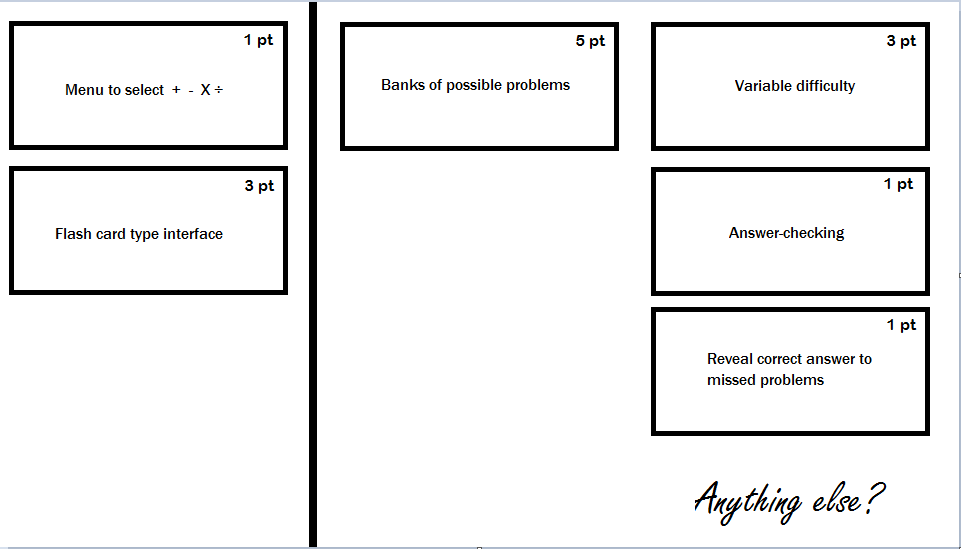 1 pt
Menu to select + - X ÷
3 pt
Flash card type interface
5 pt
Banks of possible problems
3 pt
Variable difficulty
1 pt
Answer-checking
1 pt
Reveal correct answer to
missed problems
Anything else?